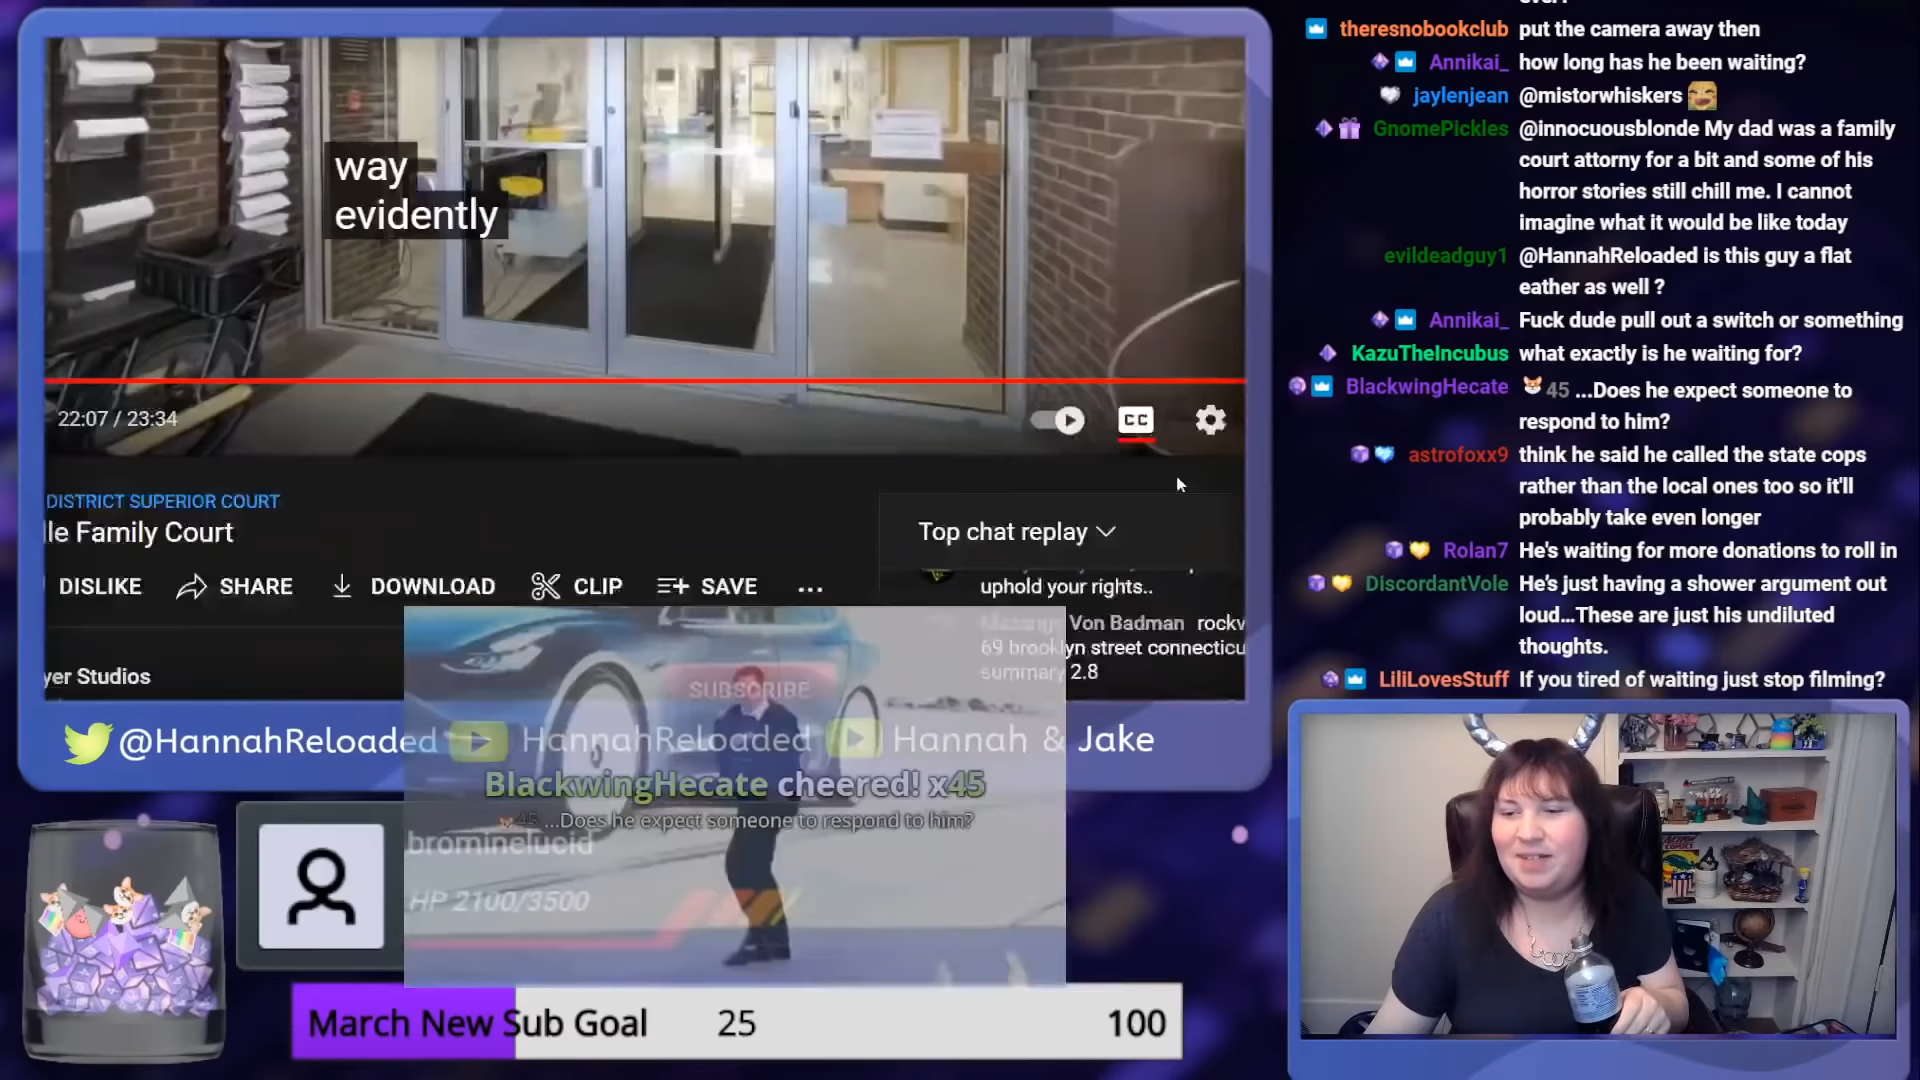 way
evidently
22:07 / 23:34
CC
DISTRICT SUPERIOR COURT
lle Family Court
DISLIKE SHARE DOWNLOAD CLIP SAVE ...
yer Studios
Top chat replay
uphold your rights..
Von Badman rockv
69 brooklyn street connecticu
summary 2.8
SUBSCRIBE
@HannahReloaded HannahReloaded Hannah & Jake
BlackwingHecate cheered! x45
45 ...Does he expect someone to respond to him?
brominelucid
HP 2100/3500
March New Sub Goal 25 100
theresnobookclub put the camera away then
Annikai_ how long has he been waiting?
jaylenjean @mistorwhiskers
GnomePickles @innocuousblonde My dad was a family
court attorny for a bit and some of his
horror stories still chill me. I cannot
imagine what it would be like today
evildeadguy1 @HannahReloaded is this guy a flat
eather as well ?
Annikai_ Fuck dude pull out a switch or something
KazuTheIncubus what exactly is he waiting for?
BlackwingHecate 45 ...Does he expect someone to
respond to him?
astrofoxx9 think he said he called the state cops
rather than the local ones too so it'll
probably take even longer
Rolan7 He's waiting for more donations to roll in
DiscordantVole He's just having a shower argument out
loud...These are just his undiluted
thoughts.
LiliLovesStuff If you tired of waiting just stop filming?